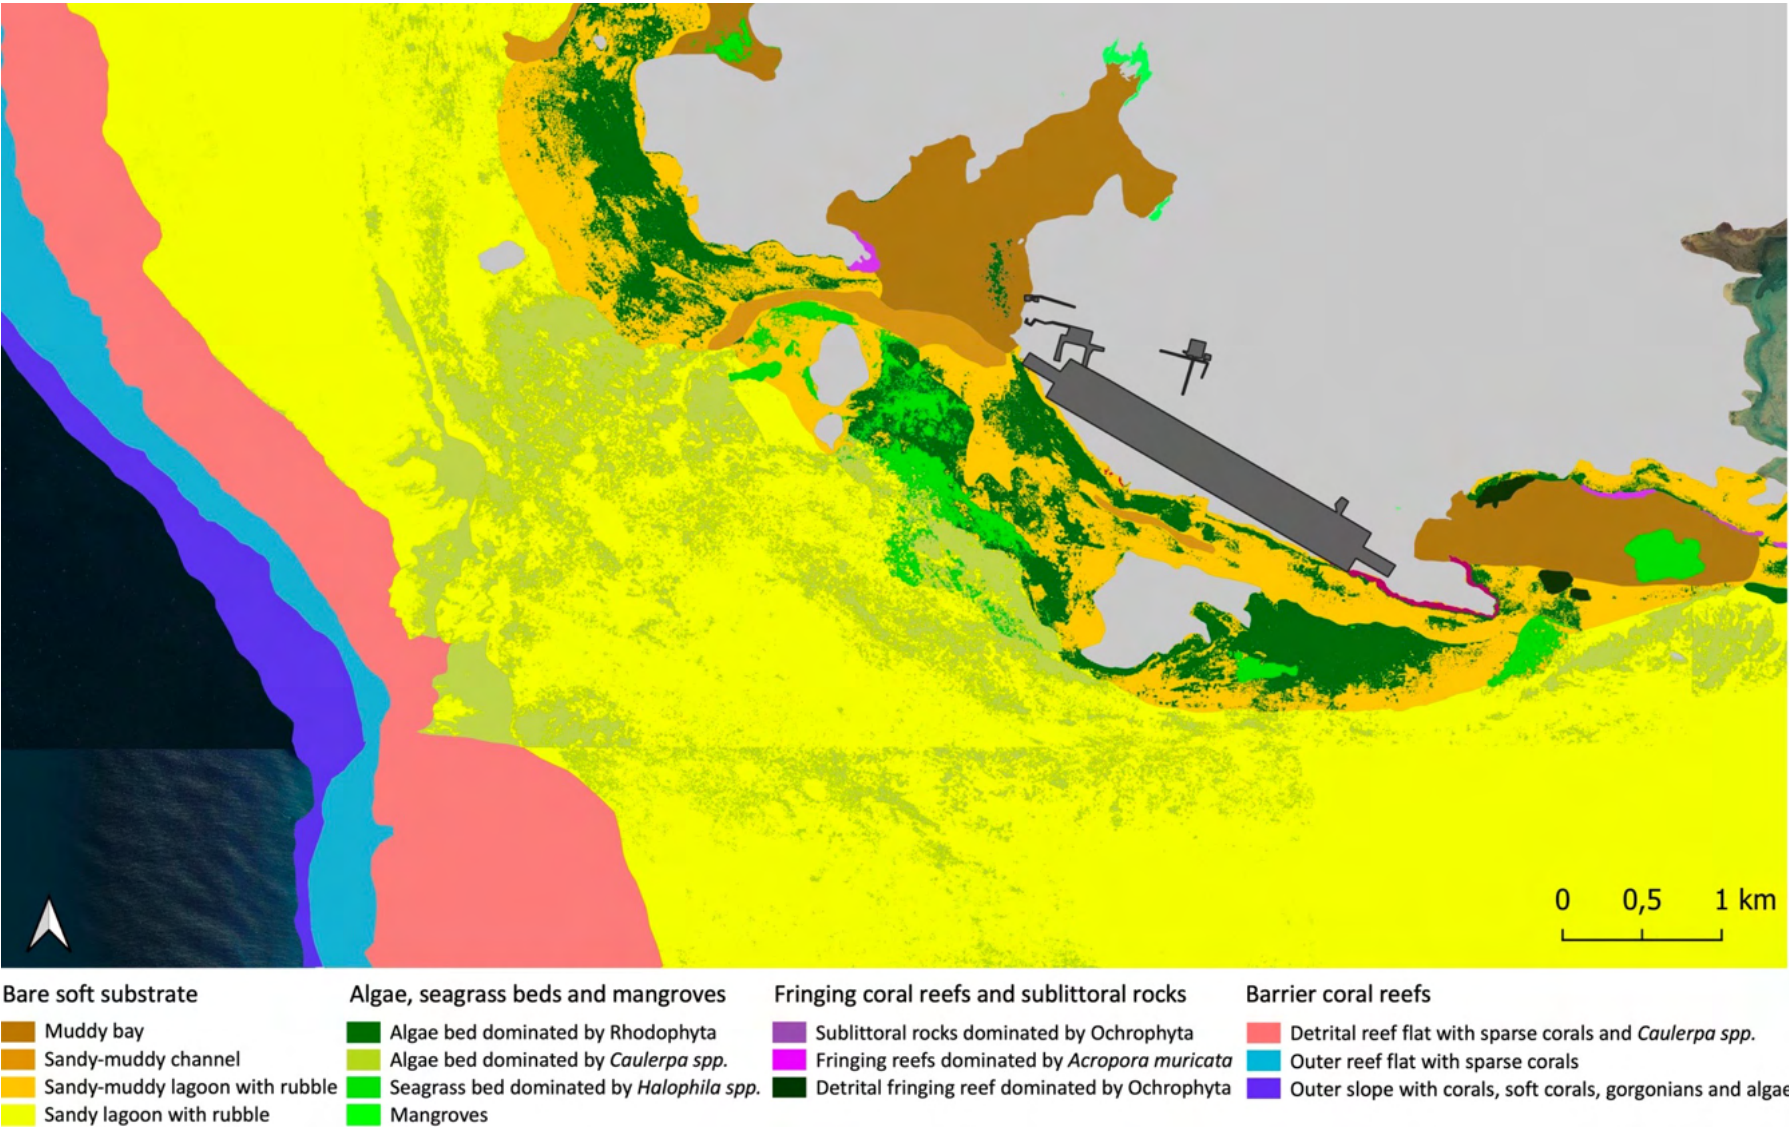 0 0,5 1 km
Bare soft substrate
Muddy bay
Sandy-muddy channel
Sandy-muddy lagoon with rubble
Sandy lagoon with rubble
Algae, seagrass beds and mangroves
Algae bed dominated by Rhodophyta
Algae bed dominated by Caulerpa spp.
Seagrass bed dominated by Halophila spp.
Mangroves
Fringing coral reefs and sublittoral rocks
Sublittoral rocks dominated by Ochrophyta
Fringing reefs dominated by Acropora muricata
Detrital fringing reef dominated by Ochrophyta
Barrier coral reefs
Detrital reef flat with sparse corals and Caulerpa spp.
Outer reef flat with sparse corals
Outer slope with corals, soft corals, gorgonians and algae